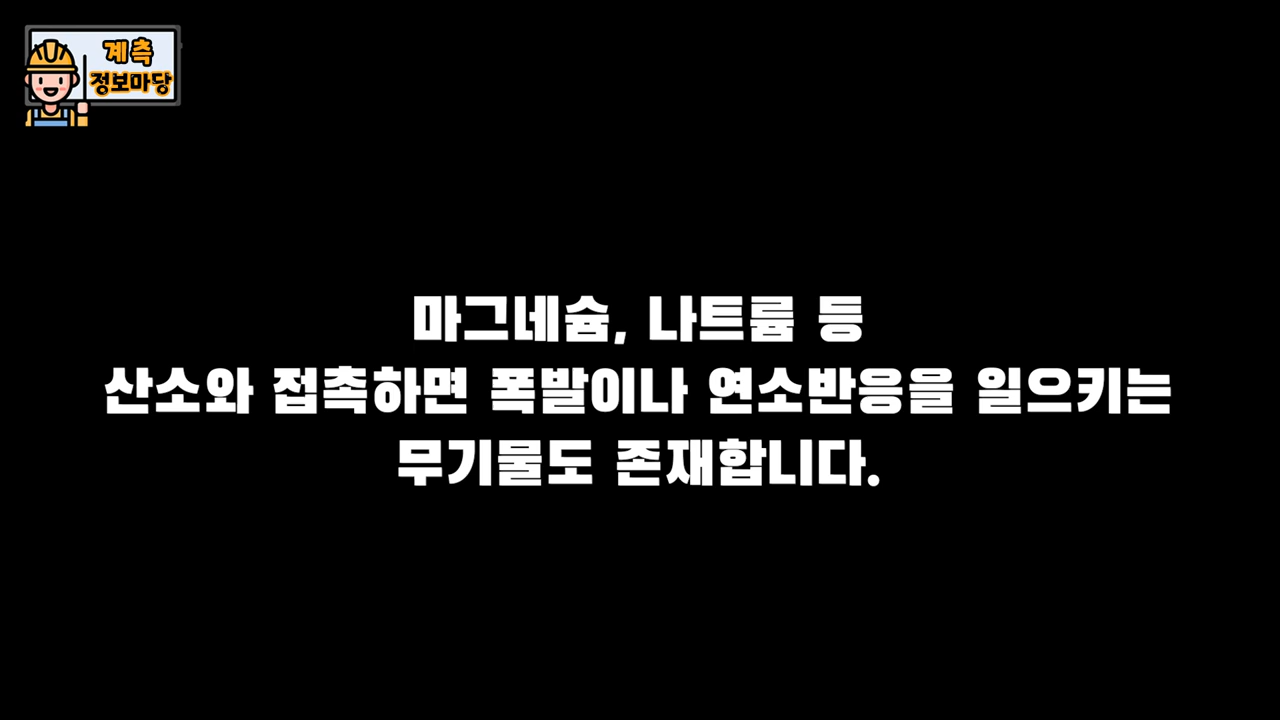 계측
정보마당
마그네슘, 나트륨 등
산소와 접촉하면 폭발이나 연소반응을 일으키는
무기물도 존재합니다.